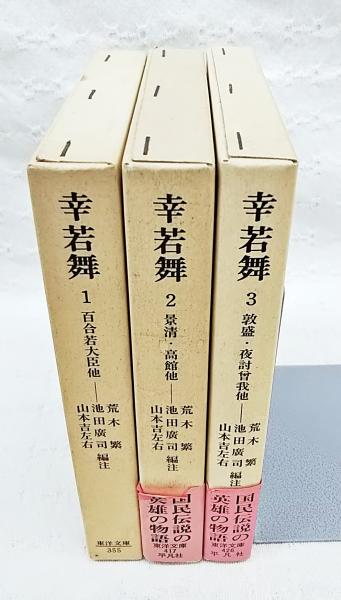 幸若舞
1 百合若大臣他
荒木繁
池田廣司 編注
山本吉左右
東洋文庫
355
幸若舞
2 景清・高館他
荒木繁
池田廣司 編注
山本吉左右
国民伝説の
英雄の物語
東洋文庫
417
平凡社
幸若舞
3 敦盛・夜討曾我他
荒木繁
池田廣司 編注
山本吉左右
国民伝説の
英雄の物語
東洋文庫
426
平凡社